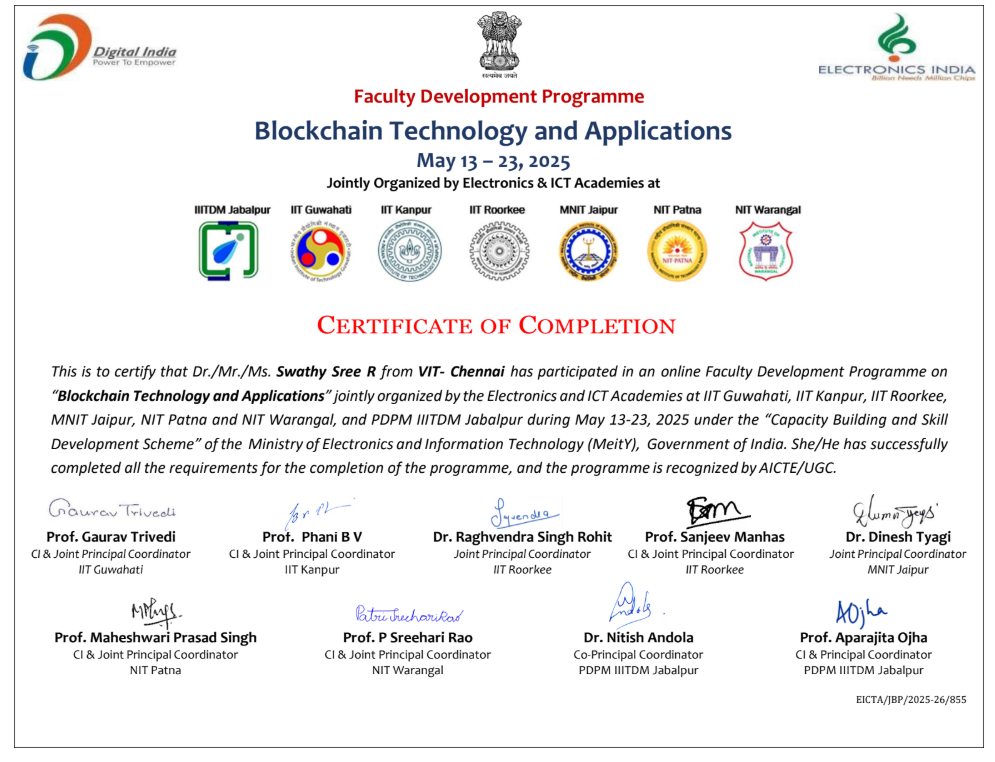 Digital India
Power To Empower
सत्यमेव जयते
ELECTRONICS INDIA
Billion Needs Million Chips
Faculty Development Programme
Blockchain Technology and Applications
May 13 – 23, 2025
Jointly Organized by Electronics & ICT Academies at
IIITDM Jabalpur IIT Guwahati IIT Kanpur IIT Roorkee MNIT Jaipur NIT Patna NIT Warangal
NIT-PATNA
WARANGAL
CERTIFICATE OF COMPLETION
This is to certify that Dr./Mr./Ms. Swathy Sree R from VIT- Chennai has participated in an online Faculty Development Programme on
“Blockchain Technology and Applications” jointly organized by the Electronics and ICT Academies at IIT Guwahati, IIT Kanpur, IIT Roorkee,
MNIT Jaipur, NIT Patna and NIT Warangal, and PDPM IIITDM Jabalpur during May 13-23, 2025 under the “Capacity Building and Skill
Development Scheme” of the Ministry of Electronics and Information Technology (MeitY), Government of India. She/He has successfully
completed all the requirements for the completion of the programme, and the programme is recognized by AICTE/UGC.
Gaurav Trivedi
Prof. Gaurav Trivedi Prof. Phani B V Dr. Raghvendra Singh Rohit Prof. Sanjeev Manhas Dr. Dinesh Tyagi
CI & Joint Principal Coordinator CI & Joint Principal Coordinator Joint Principal Coordinator CI & Joint Principal Coordinator Joint Principal Coordinator
IIT Guwahati IIT Kanpur IIT Roorkee IIT Roorkee MNIT Jaipur
AOjha
Prof. Maheshwari Prasad Singh Prof. P Sreehari Rao Dr. Nitish Andola Prof. Aparajita Ojha
CI & Joint Principal Coordinator CI & Joint Principal Coordinator Co-Principal Coordinator CI & Principal Coordinator
NIT Patna NIT Warangal PDPM IIITDM Jabalpur PDPM IIITDM Jabalpur
EICTA/JBP/2025-26/855